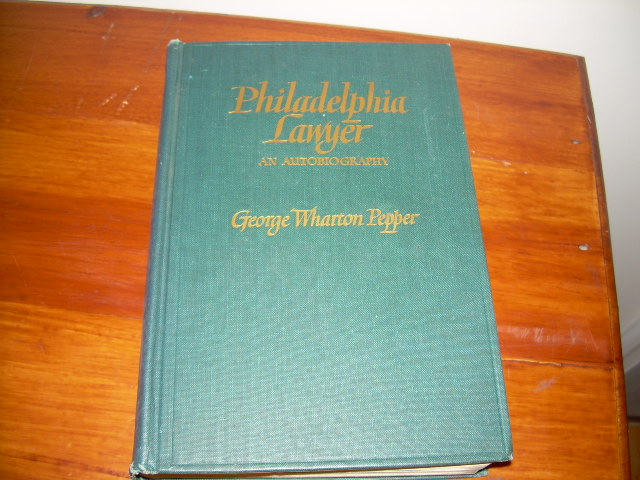 Philadelphia
Lawyer
AN AUTOBIOGRAPHY
George Wharton Pepper